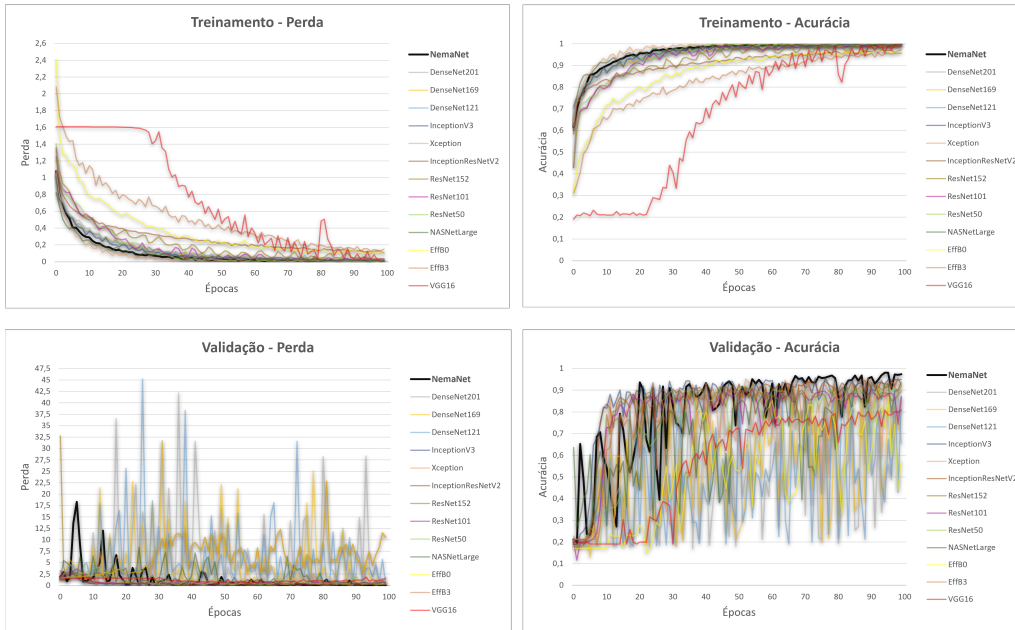 Treinamento - Perda
2,6
2,4
2,2
2
1,8
1,6
1,4
1,2
1
0,8
0,6
0,4
0,2
0
Perda
0 10 20 30 40 50 60 70 80 90 100
Épocas
NemaNet
DenseNet201
DenseNet169
DenseNet121
InceptionV3
Xception
InceptionResNetV2
ResNet152
ResNet101
ResNet50
NASNetLarge
EffB0
EffB3
VGG16
Treinamento - Acurácia
1
0,9
0,8
0,7
0,6
0,5
0,4
0,3
0,2
0,1
0
Acurácia
0 10 20 30 40 50 60 70 80 90 100
Épocas
NemaNet
DenseNet201
DenseNet169
DenseNet121
InceptionV3
Xception
InceptionResNetV2
ResNet152
ResNet101
ResNet50
NASNetLarge
EffB0
EffB3
VGG16
Validação - Perda
47,5
45
42,5
40
37,5
35
32,5
30
27,5
25
22,5
20
17,5
15
12,5
10
7,5
5
2,5
0
Perda
0 10 20 30 40 50 60 70 80 90 100
Épocas
NemaNet
DenseNet201
DenseNet169
DenseNet121
InceptionV3
Xception
InceptionResNetV2
ResNet152
ResNet101
ResNet50
NASNetLarge
EffB0
EffB3
VGG16
Validação - Acurácia
1
0,9
0,8
0,7
0,6
0,5
0,4
0,3
0,2
0,1
0
Acurácia
0 10 20 30 40 50 60 70 80 90 100
Épocas
NemaNet
DenseNet201
DenseNet169
DenseNet121
InceptionV3
Xception
InceptionResNetV2
ResNet152
ResNet101
ResNet50
NASNetLarge
EffB0
EffB3
VGG16